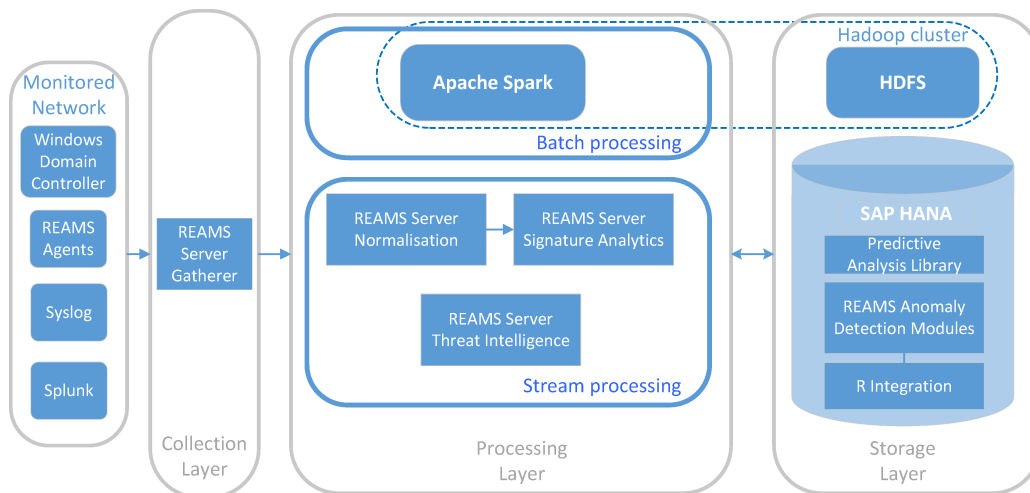 Monitored
Network
Windows
Domain
Controller
REAMS
Agents
Syslog
Splunk
REAMS
Server
Gatherer
Collection
Layer
Apache Spark
Batch processing
REAMS Server
Normalisation
REAMS Server
Signature Analytics
REAMS Server
Threat Intelligence
Stream processing
Processing
Layer
Hadoop cluster
HDFS
SAP HANA
Predictive
Analysis Library
REAMS Anomaly
Detection Modules
R Integration
Storage
Layer